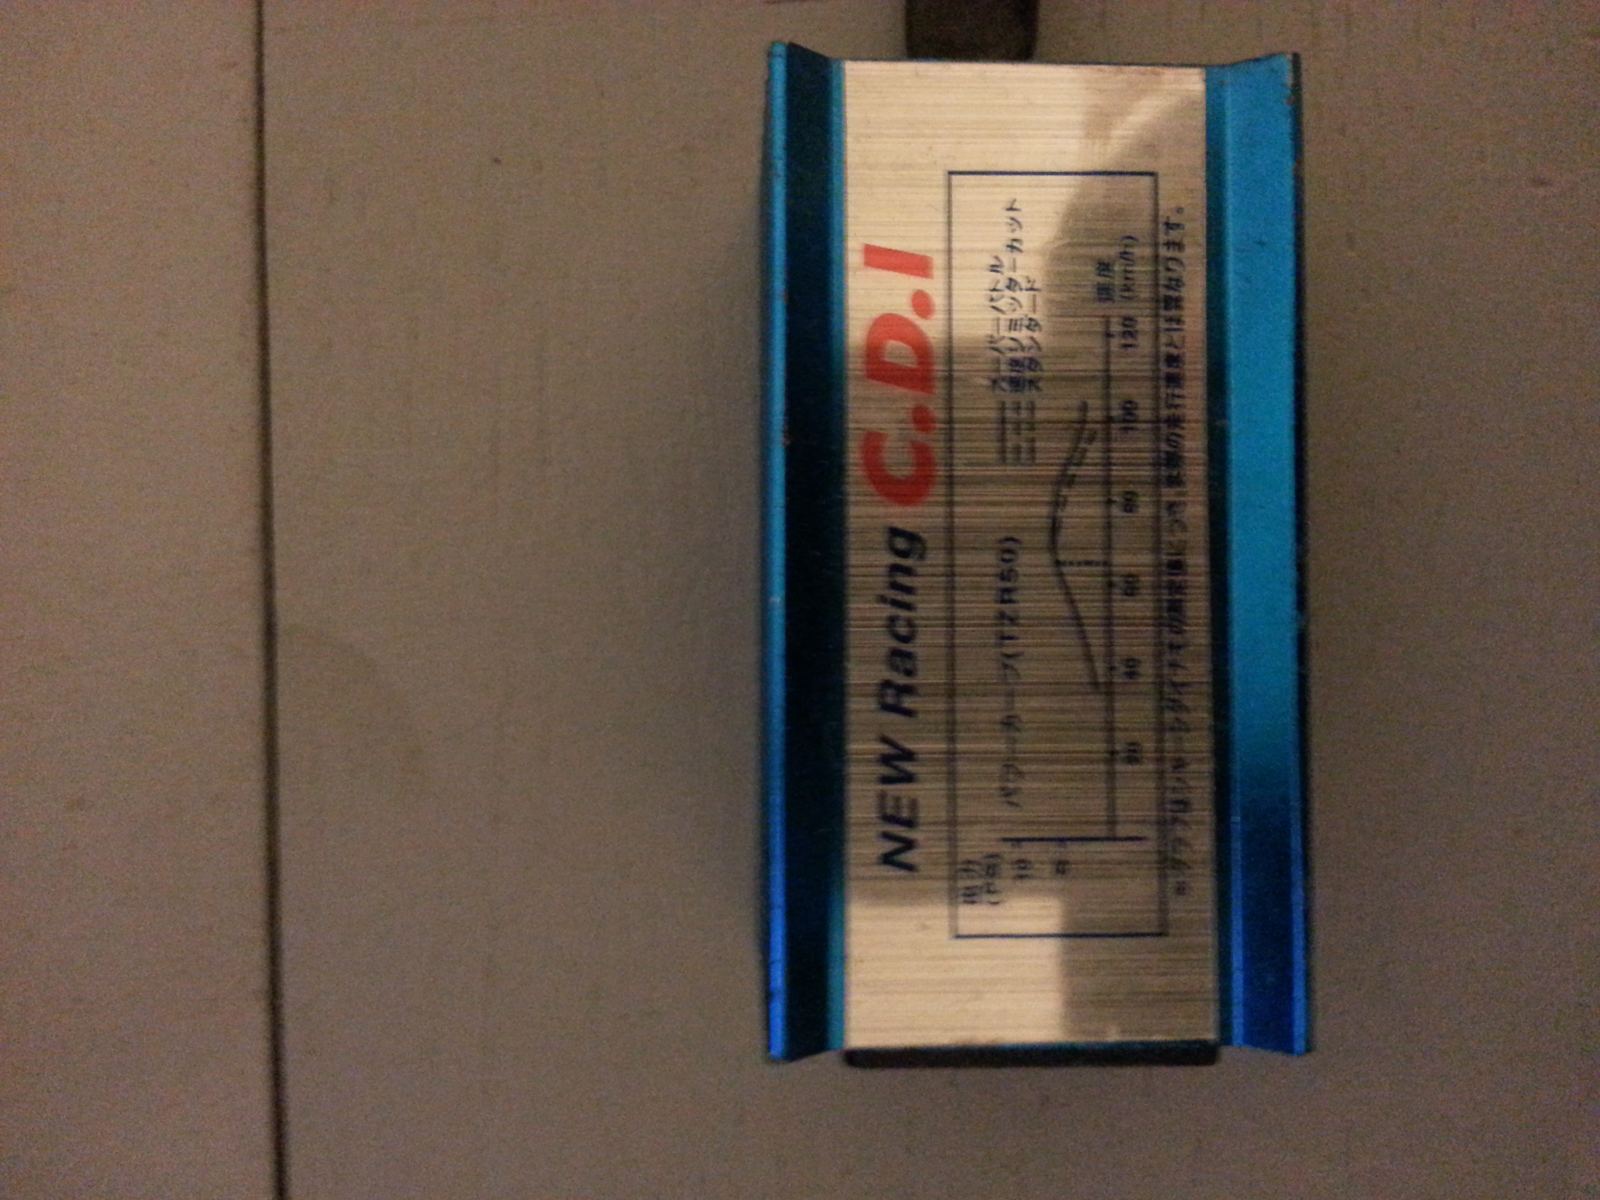 NEW Racing C.D.I
出力
(PS)
10
5
パワーカーブ(TZR50)
スーパーバトル
速度リミッターカット
スタンダード
20
40
60
80
100
120
速度
(km/h)
※グラフはシャーシダイナモの測定値につき、実際の走行速度とは異なります。